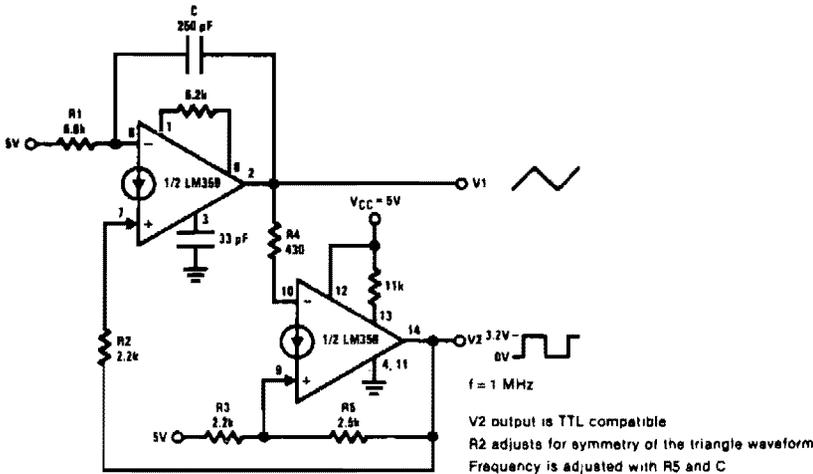 C
250 pF
6.2k
R1
6.8k
5V
6
1
8
2
1/2 LM359
7
3
33 pF
V1
VCC = 5V
R4
430
12
11k
10
13
14
1/2 LM359
V2
3.2V
0V
R2
2.2k
9
4, 11
f = 1 MHz
5V
R3
2.2k
R5
2.5k
V2 output is TTL compatible
R2 adjusts for symmetry of the triangle waveform
Frequency is adjusted with R5 and C